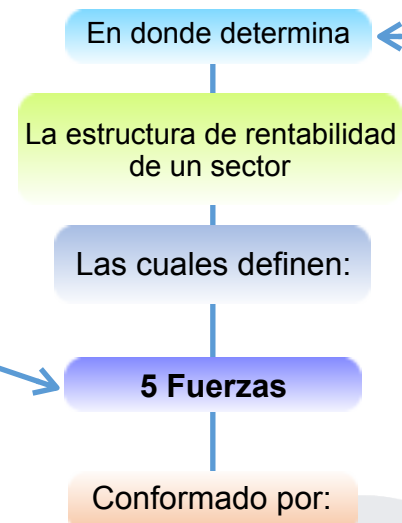 En donde determina
La estructura de rentabilidad
de un sector
Las cuales definen:
5 Fuerzas
Conformado por: